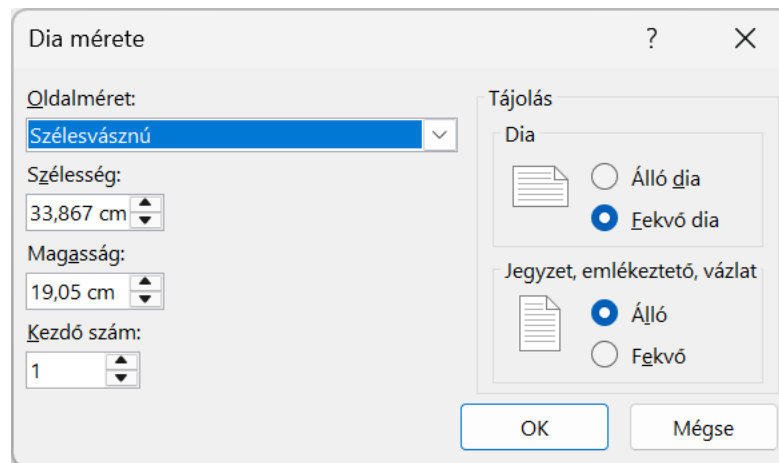 Dia mérete
?
Oldalméret:
Szélesvásznú
Szélesség:
33,867 cm
Magasság:
19,05 cm
Kezdő szám:
1
Tájolás
Dia
Álló dia
Fekvő dia
Jegyzet, emlékeztető, vázlat
Álló
Fekvő
OK
Mégse